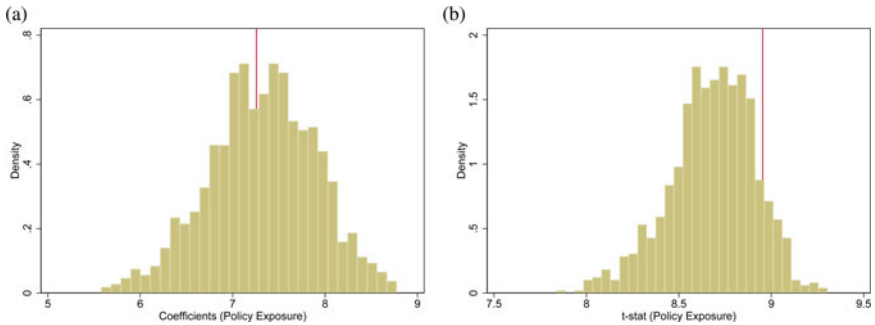 (a)
.8
.6
.4
.2
0
Density
5 6 7 8 9
Coefficients (Policy Exposure)
(b)
2
1.5
1
.5
0
Density
7.5 8 8.5 9 9.5
t-stat (Policy Exposure)